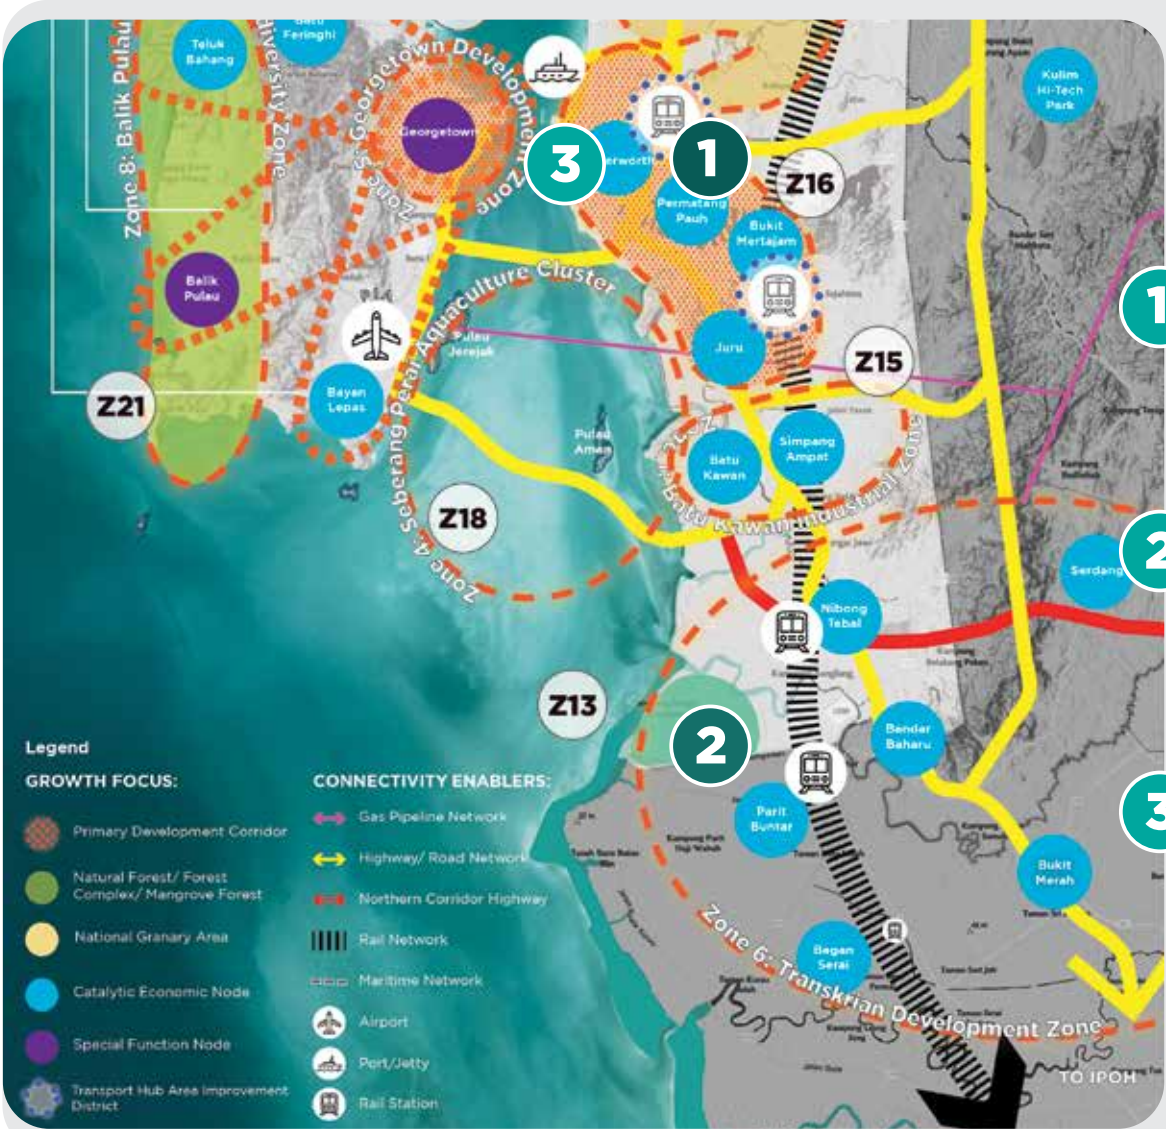 Teluk
Bahang
Batu
Feringhi
Zone 8: Balik Pulau
Georgetown Development Zone
Georgetown
Balik
Pulau
Z21
PIA
Bayan
Lepas
3
erworth
1
Permatang
Pauh
Bukit
Mertajam
Z16
Kulim
Hi-Tech
Park
1
Zone 4: Seberang Perai Aquaculture Cluster
Pulau
Jerejak
Juru
Z15
Pulau
Aman
Batu
Kawan
Simpang
Ampat
Batu Kawan Industrial Zone
Z18
2
Serdang
Nibong
Tebal
Z13
2
Bandar
Baharu
Parit
Buntar
3
Bukit
Merah
Bagan
Serai
Zone 6: Transkrian Development Zone
TO IPOH
Legend
GROWTH FOCUS:
Primary Development Corridor
Natural Forest/ Forest
Complex/ Mangrove Forest
National Granary Area
Catalytic Economic Node
Special Function Node
Transport Hub Area Improvement
District
CONNECTIVITY ENABLERS:
Gas Pipeline Network
Highway/ Road Network
Northern Corridor Highway
Rail Network
Maritime Network
Airport
Port/Jetty
Rail Station